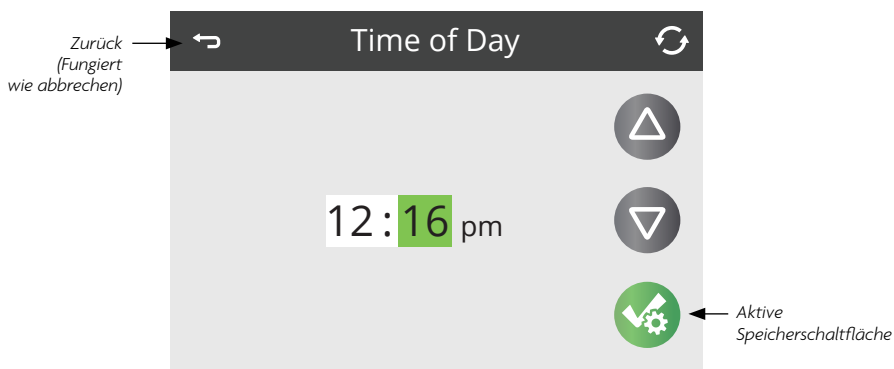 Zurück
(Fungiert
wie abbrechen)
Time of Day
12:16 pm
Aktive
Speicherschaltfläche